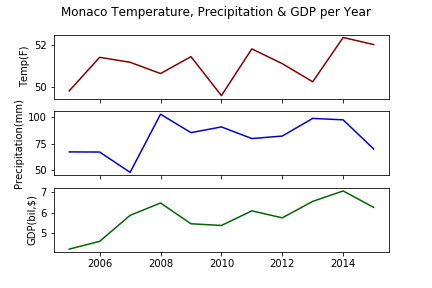 Monaco Temperature, Precipitation & GDP per Year
Temp(F)
52
50
Precipitation(mm)
100
75
50
GDP(bil,$)
7
6
5
2006 2008 2010 2012 2014